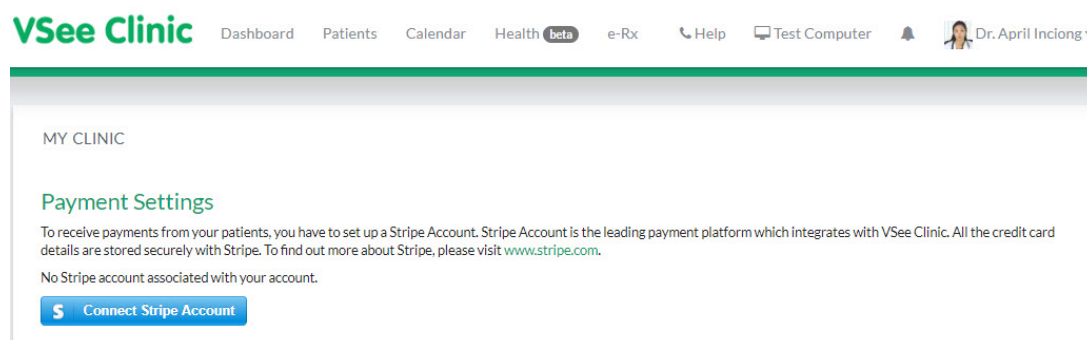 VSee Clinic Dashboard Patients Calendar Health beta e-Rx Help Test Computer Dr. April Inciong
MY CLINIC
Payment Settings
To receive payments from your patients, you have to set up a Stripe Account. Stripe Account is the leading payment platform which integrates with VSee Clinic. All the credit card
details are stored securely with Stripe. To find out more about Stripe, please visit www.stripe.com.
No Stripe account associated with your account.
S Connect Stripe Account